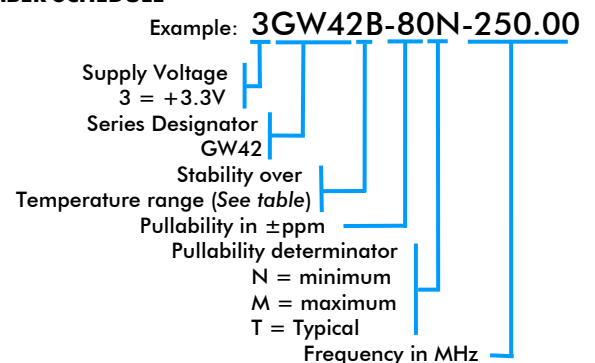 Example: 3GW42B-80N-250.00
Supply Voltage
3 = +3.3V
Series Designator
GW42
Stability over
Temperature range (See table)
Pullability in ±ppm
Pullability determinator
N = minimum
M = maximum
T = Typical
Frequency in MHz